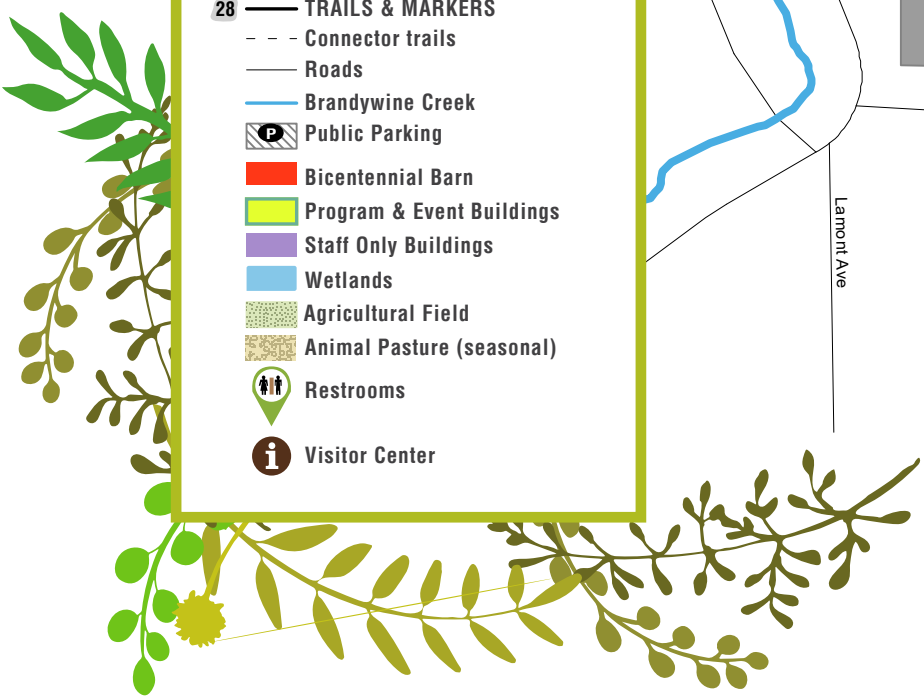 28 TRAILS & MARKERS
Connector trails
Roads
Brandywine Creek
P Public Parking
Bicentennial Barn
Program & Event Buildings
Staff Only Buildings
Wetlands
Agricultural Field
Animal Pasture (seasonal)
Restrooms
i Visitor Center
Lamont Ave